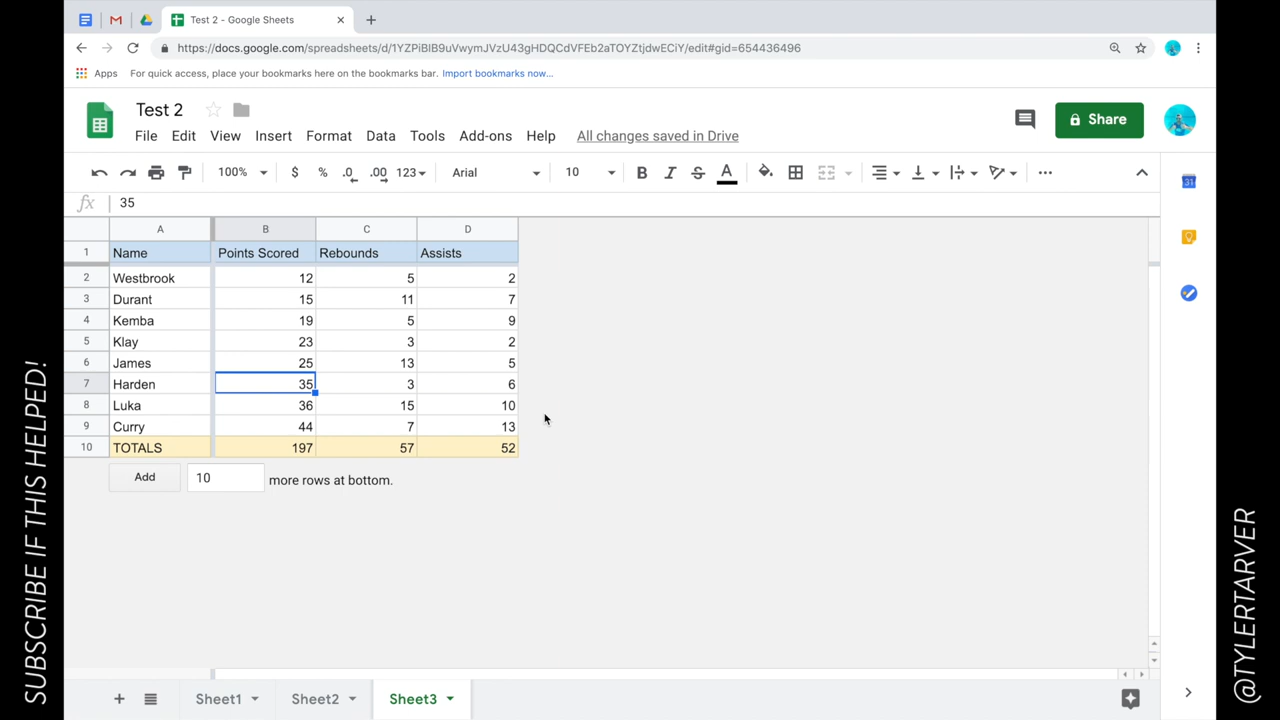 Test 2 - Google Sheets
https://docs.google.com/spreadsheets/d/1YZPiBIB9uVwymJVzU43gHDQCdVFEb2aTOYZtjdwECiY/edit#gid=654436496
Apps For quick access, place your bookmarks here on the bookmarks bar. Import bookmarks now...
Test 2
File Edit View Insert Format Data Tools Add-ons Help All changes saved in Drive
Share
100% $ % .0 .00 123 Arial 10 B I S A
fx 35
A B C D
1 Name Points Scored Rebounds Assists
2 Westbrook 12 5 2
3 Durant 15 11 7
4 Kemba 19 5 9
5 Klay 23 3 2
6 James 25 13 5
7 Harden 35 3 6
8 Luka 36 15 10
9 Curry 44 7 13
10 TOTALS 197 57 52
Add 10 more rows at bottom.
Sheet1 Sheet2 Sheet3
31
SUBSCRIBE IF THIS HELPED!
@TYLERTARVER